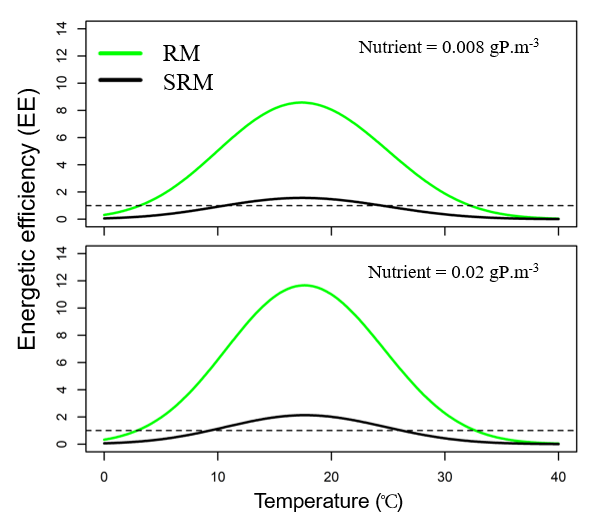 Energetic efficiency (EE)
14
12
10
8
6
4
2
0
RM
SRM
Nutrient = 0.008 gP.m-3
14
12
10
8
6
4
2
0
Nutrient = 0.02 gP.m-3
0 10 20 30 40
Temperature (℃)